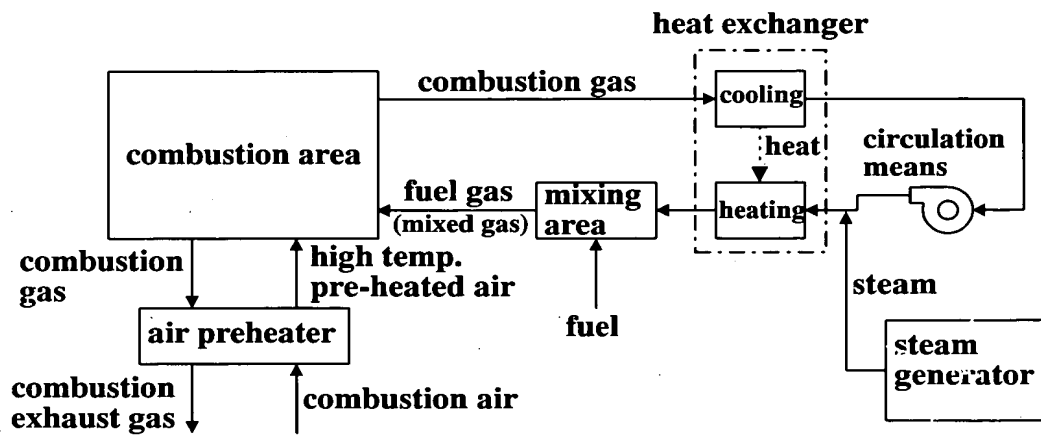 heat exchanger
combustion gas
cooling
combustion area
heat
circulation
means
fuel gas
(mixed gas)
mixing
area
heating
combustion
gas
high temp.
pre-heated air
steam
fuel
air preheater
steam
generator
combustion
exhaust gas
combustion air